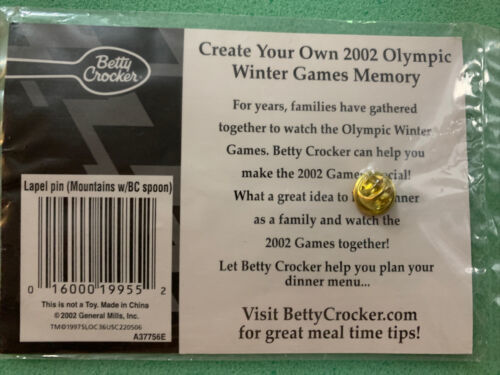 Betty
Crocker®
Lapel pin (Mountains w/BC spoon)
0 16000 19955 2
This is not a Toy. Made in China
© 2002 General Mills, Inc.
TM©1997SLOC 36USC220506
A37756E
Create Your Own 2002 Olympic
Winter Games Memory
For years, families have gathered
together to watch the Olympic Winter
Games. Betty Crocker can help you
make the 2002
What a great idea to
as a family and watch the
2002 Games together!
Let Betty Crocker help you plan your
dinner menu...
Visit BettyCrocker.com
for great meal time tips!